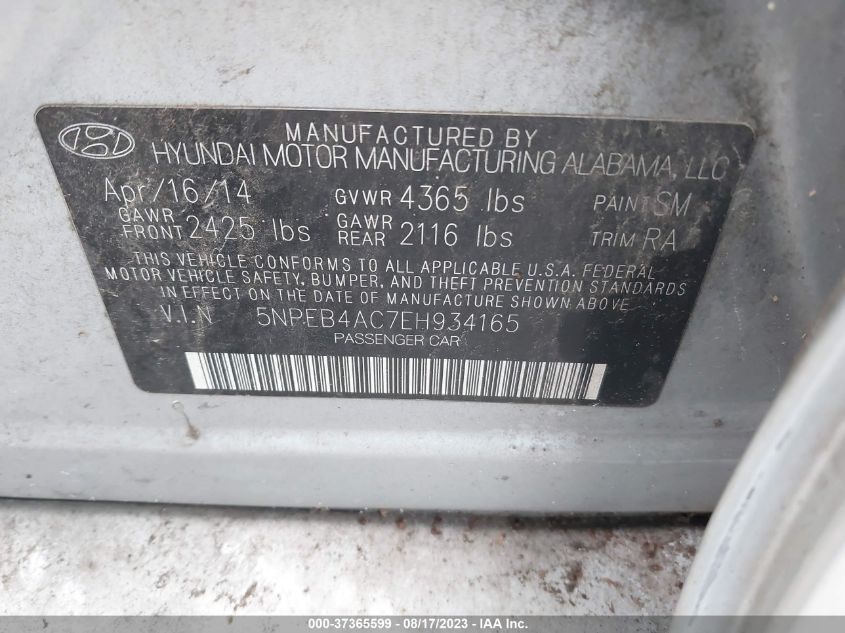 MANUFACTURED BY
HYUNDAI MOTOR MANUFACTURING ALABAMA, LLC
Apr/16/14 GVWR 4365 lbs PAINT SM
GAWR FRONT 2425 lbs GAWR REAR 2116 lbs TRIM RA
THIS VEHICLE CONFORMS TO ALL APPLICABLE U.S.A. FEDERAL
MOTOR VEHICLE SAFETY, BUMPER, AND THEFT PREVENTION STANDARDS
IN EFFECT ON THE DATE OF MANUFACTURE SHOWN ABOVE.
V.I.N 5NPEB4AC7EH934165
PASSENGER CAR
000-37365599 - 08/17/2023 - IAAI.COM